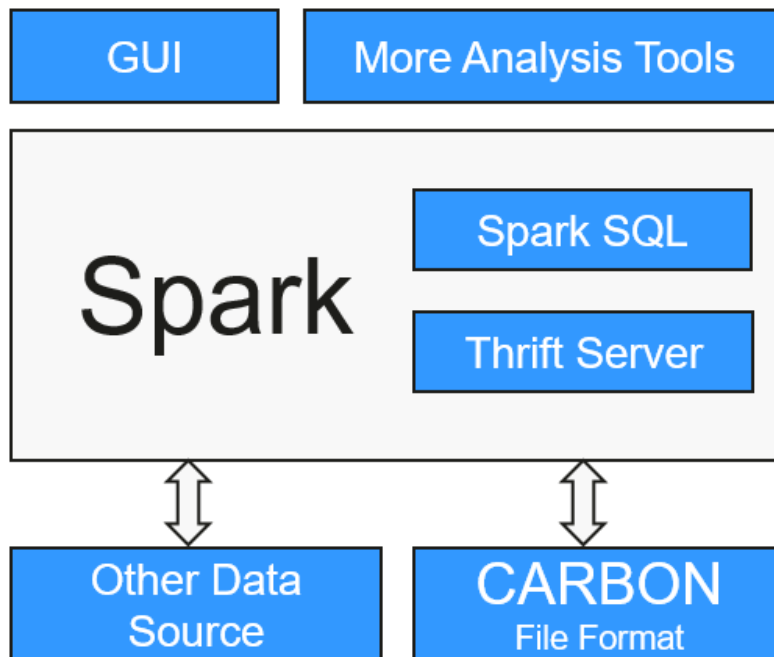 GUI
More Analysis Tools
Spark
Spark SQL
Thrift Server
Other Data
Source
CARBON
File Format